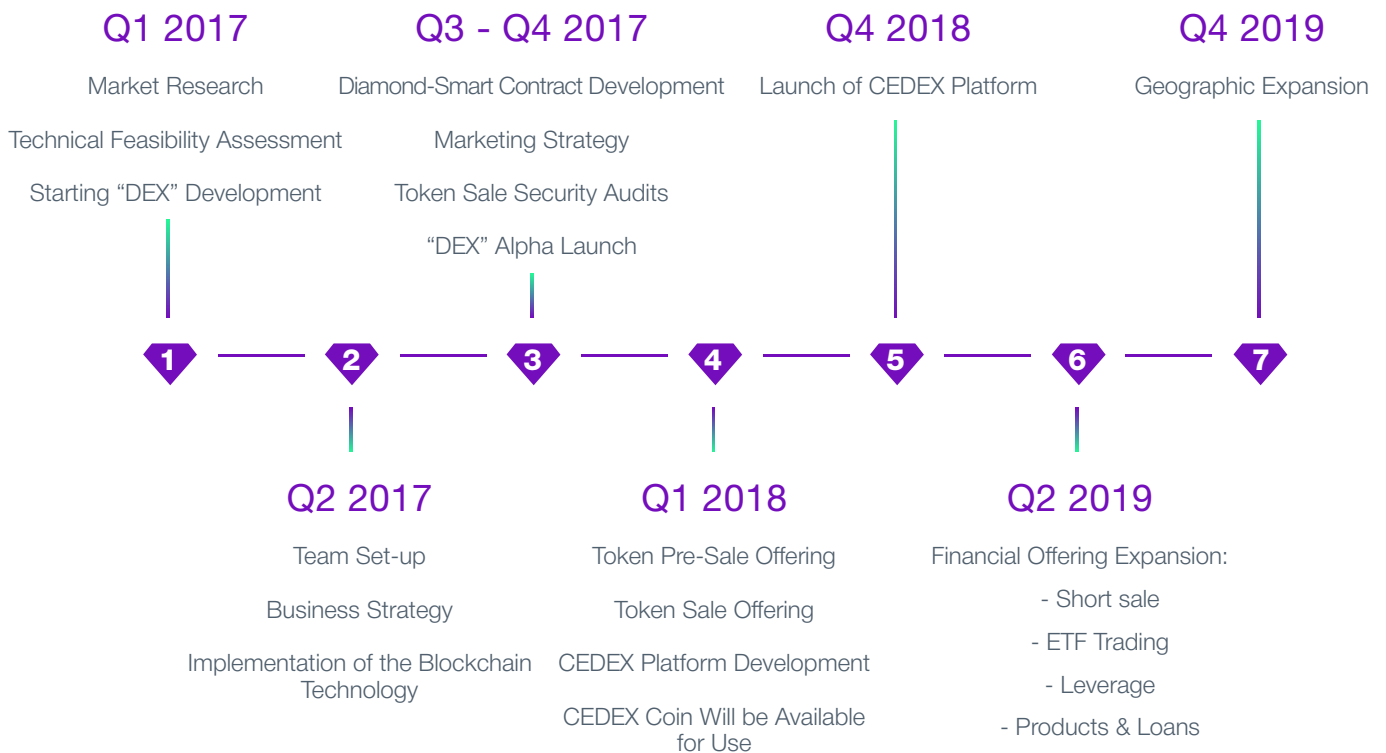 Q1 2017
Market Research
Technical Feasibility Assessment
Starting “DEX” Development
Q3 - Q4 2017
Diamond-Smart Contract Development
Marketing Strategy
Token Sale Security Audits
“DEX” Alpha Launch
Q4 2018
Launch of CEDEX Platform
Q4 2019
Geographic Expansion
1
2
3
4
5
6
7
Q2 2017
Team Set-up
Business Strategy
Implementation of the Blockchain
Technology
Q1 2018
Token Pre-Sale Offering
Token Sale Offering
CEDEX Platform Development
CEDEX Coin Will be Available
for Use
Q2 2019
Financial Offering Expansion:
- Short sale
- ETF Trading
- Leverage
- Products & Loans